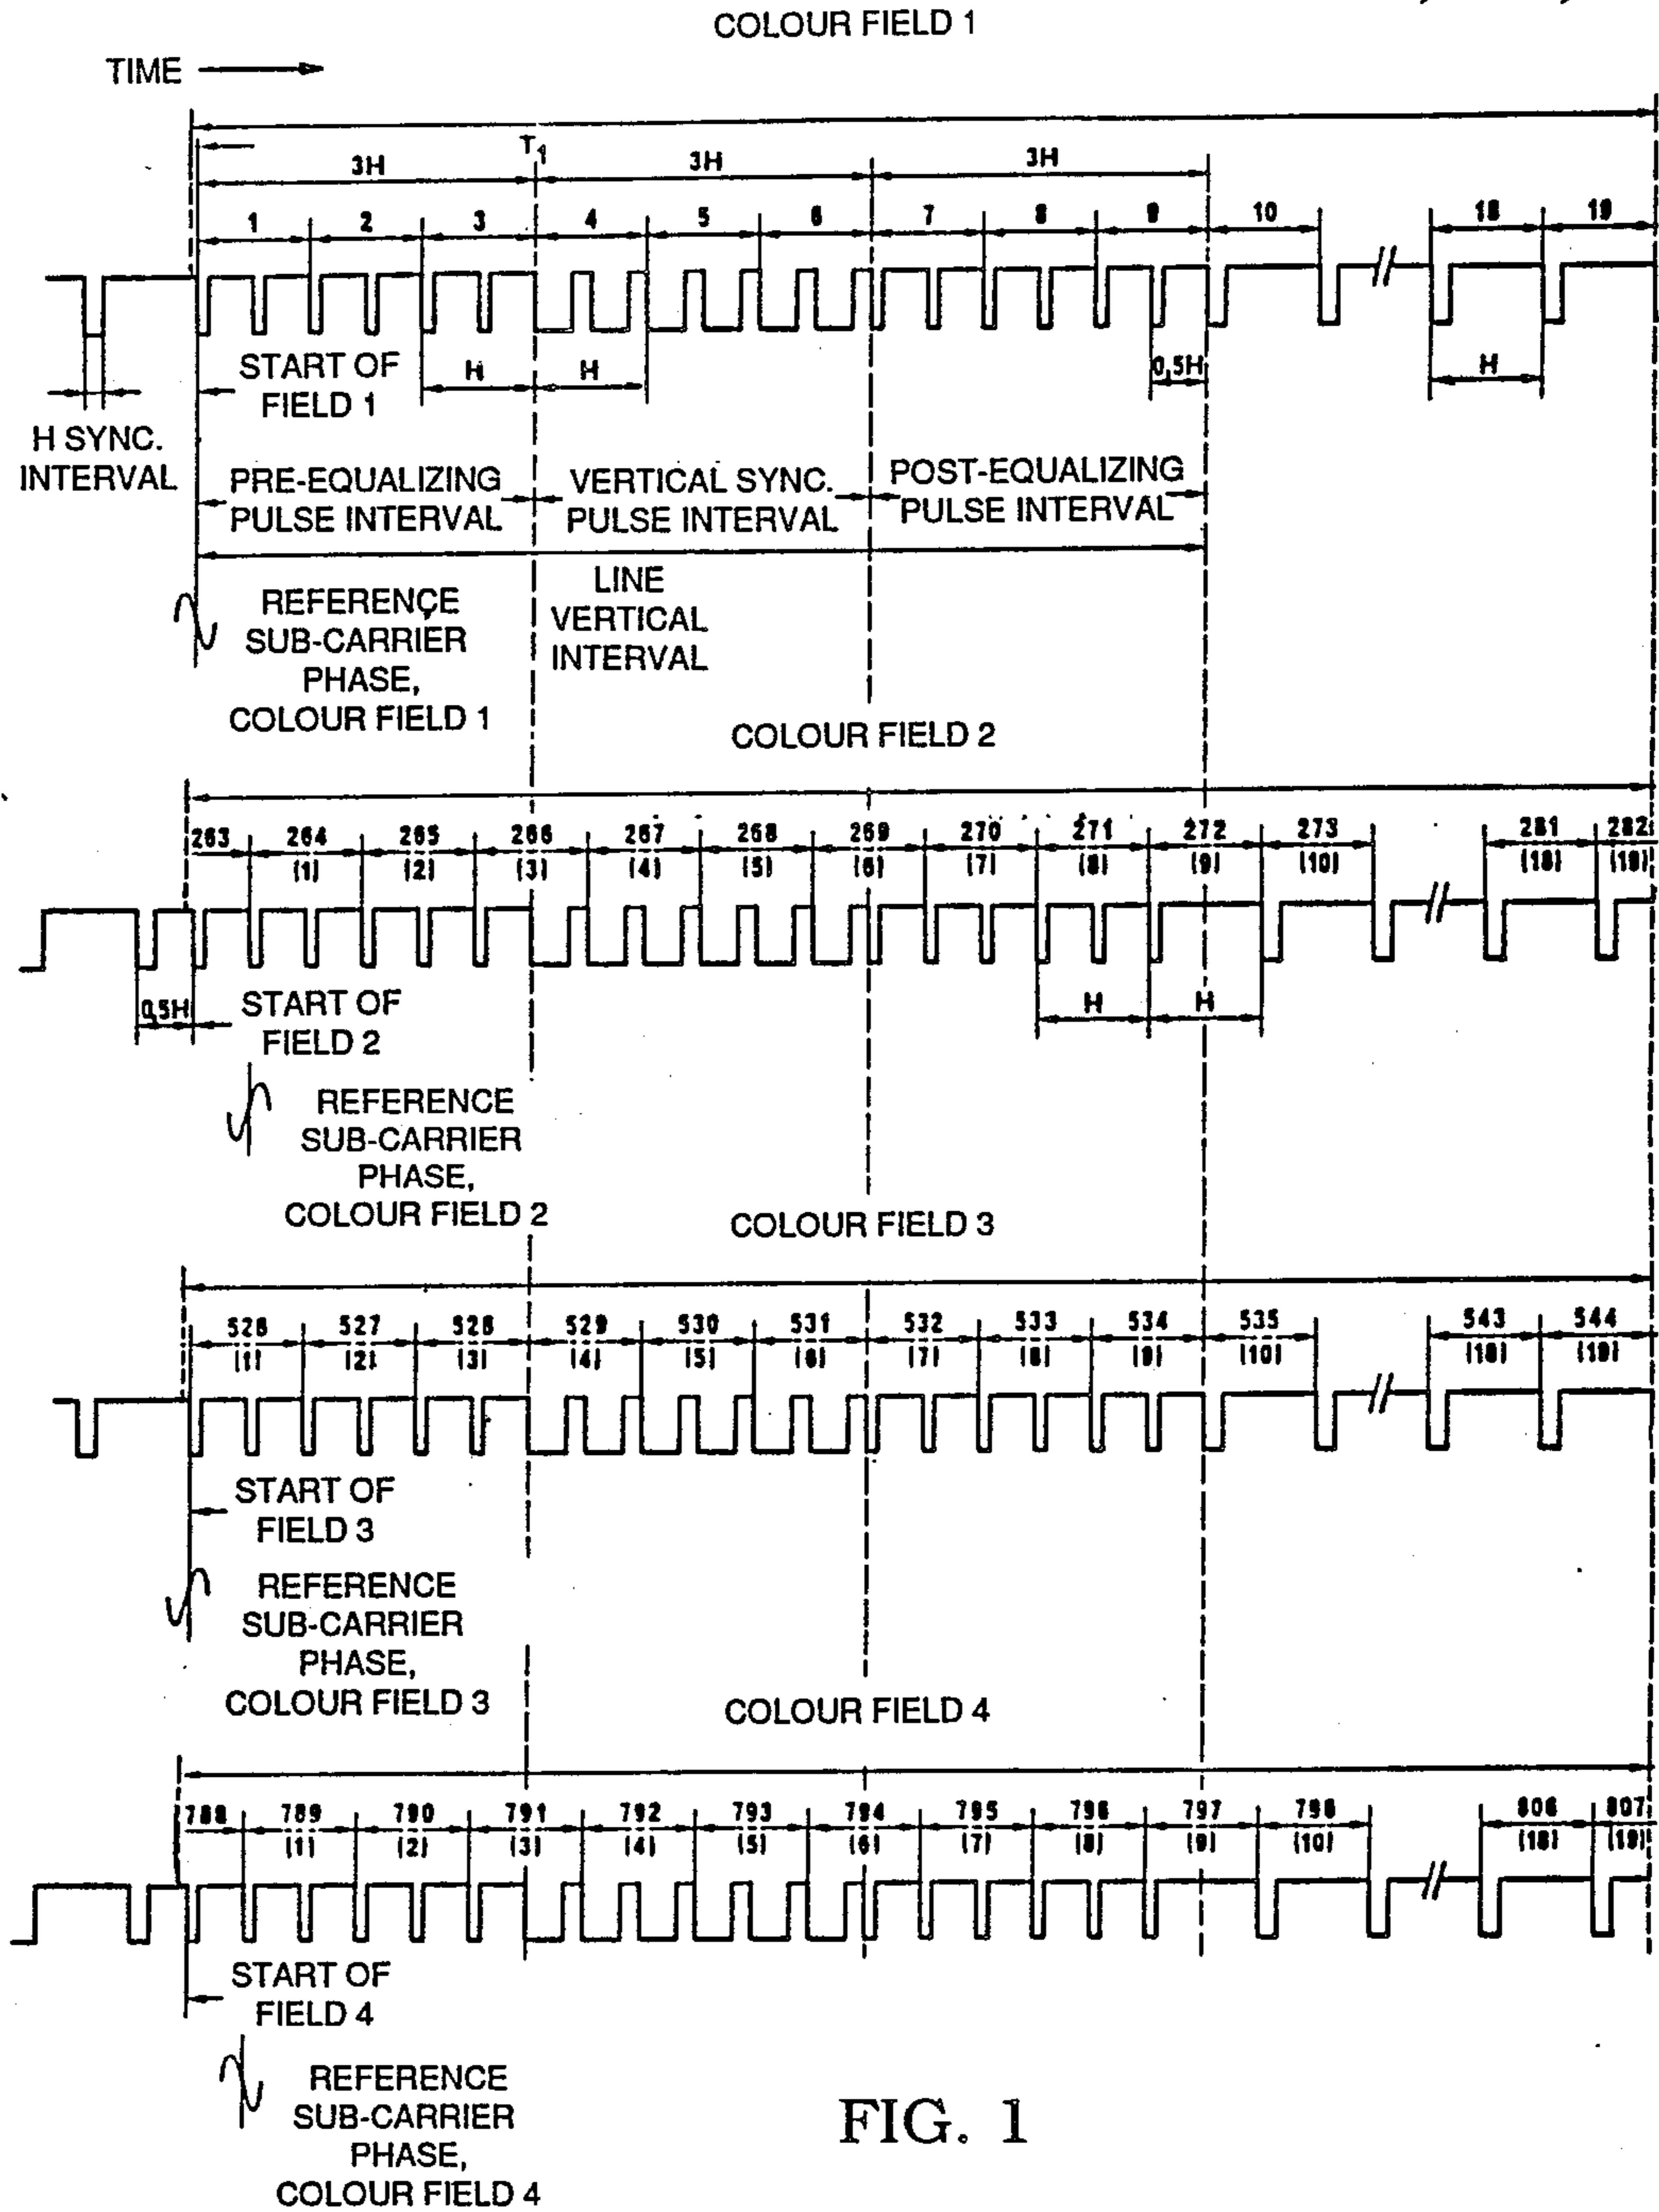 COLOUR FIELD 1
TIME
T1
3H 3H 3H
1 2 3 4 5 6 7 8 9 10 18 19
START OF
FIELD 1
H H 0,5H H
H SYNC.
INTERVAL
PRE-EQUALIZING
PULSE INTERVAL
VERTICAL SYNC.
PULSE INTERVAL
POST-EQUALIZING
PULSE INTERVAL
LINE
VERTICAL
INTERVAL
REFERENCE
SUB-CARRIER
PHASE,
COLOUR FIELD 1
COLOUR FIELD 2
263 264 265 266 267 268 269 270 271 272 273 281 282
(1) (2) (3) (4) (5) (6) (7) (8) (9) (10) (18) (19)
0,5H
START OF
FIELD 2
H H
REFERENCE
SUB-CARRIER
PHASE,
COLOUR FIELD 2
COLOUR FIELD 3
526 527 528 529 530 531 532 533 534 535 543 544
(1) (2) (3) (4) (5) (6) (7) (8) (9) (10) (18) (19)
START OF
FIELD 3
REFERENCE
SUB-CARRIER
PHASE,
COLOUR FIELD 3
COLOUR FIELD 4
788 789 790 791 792 793 794 795 796 797 798 806 807
(1) (2) (3) (4) (5) (6) (7) (8) (9) (10) (18) (19)
START OF
FIELD 4
REFERENCE
SUB-CARRIER
PHASE,
COLOUR FIELD 4
FIG. 1